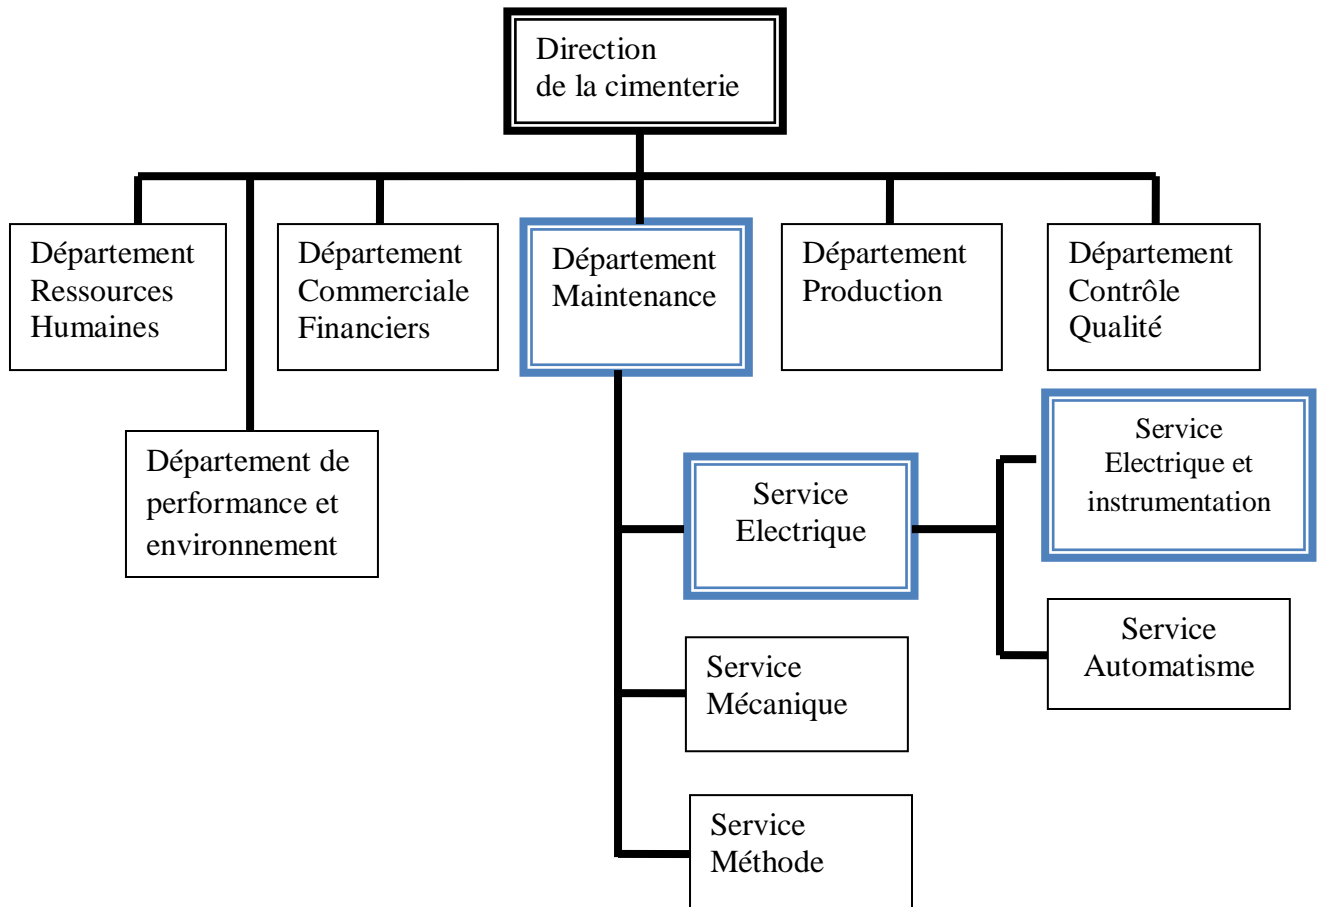 Direction
de la cimenterie
Département
Ressources
Humaines
Département
Commerciale
Financiers
Département
Maintenance
Département
Production
Département
Contrôle
Qualité
Département de
performance et
environnement
Service
Electrique
Service
Electrique et
instrumentation
Service
Automatisme
Service
Mécanique
Service
Méthode